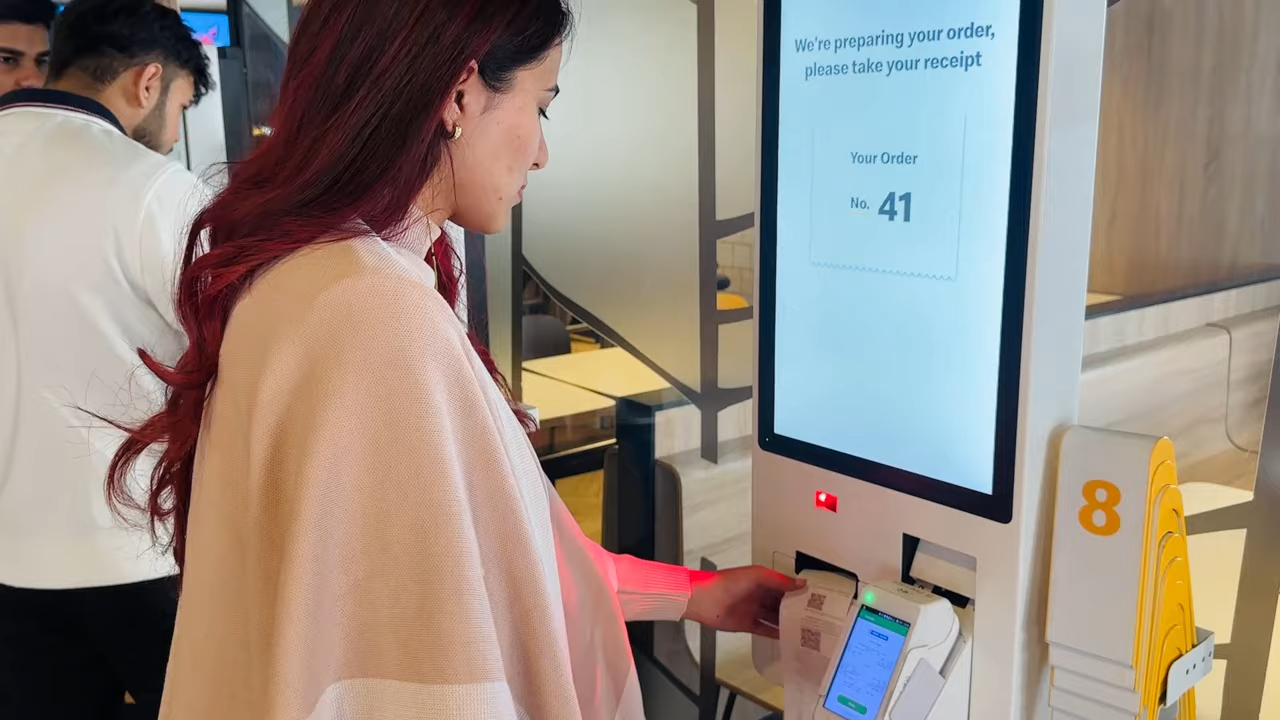 We're preparing your order,
please take your receipt
Your Order
No. 41
8